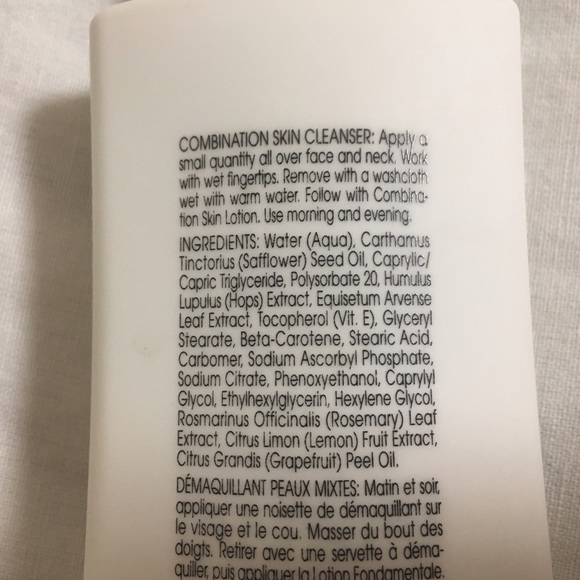 COMBINATION SKIN CLEANSER: Apply a
small quantity all over face and neck. Work
with wet fingertips. Remove with a washcloth
wet with warm water. Follow with Combina-
tion Skin Lotion. Use morning and evening.
INGREDIENTS: Water (Aqua), Carthamus
Tinctorius (Safflower) Seed Oil, Caprylic/
Capric Triglyceride, Polysorbate 20, Humulus
Lupulus (Hops) Extract, Equisetum Arvense
Leaf Extract, Tocopherol (Vit. E), Glyceryl
Stearate, Beta-Carotene, Stearic Acid,
Carbomer, Sodium Ascorbyl Phosphate,
Sodium Citrate, Phenoxyethanol, Caprylyl
Glycol, Ethylhexylglycerin, Hexylene Glycol,
Rosmarinus Officinalis (Rosemary) Leaf
Extract, Citrus Limon (Lemon) Fruit Extract,
Citrus Grandis (Grapefruit) Peel Oil.
DÉMAQUILLANT PEAUX MIXTES: Matin et soir,
appliquer une noisette de démaquillant sur
le visage et le cou. Masser du bout des
doigts. Retirer avec une serviette à déma-
quiller, puis appliquer la Lotion Fondamentale.